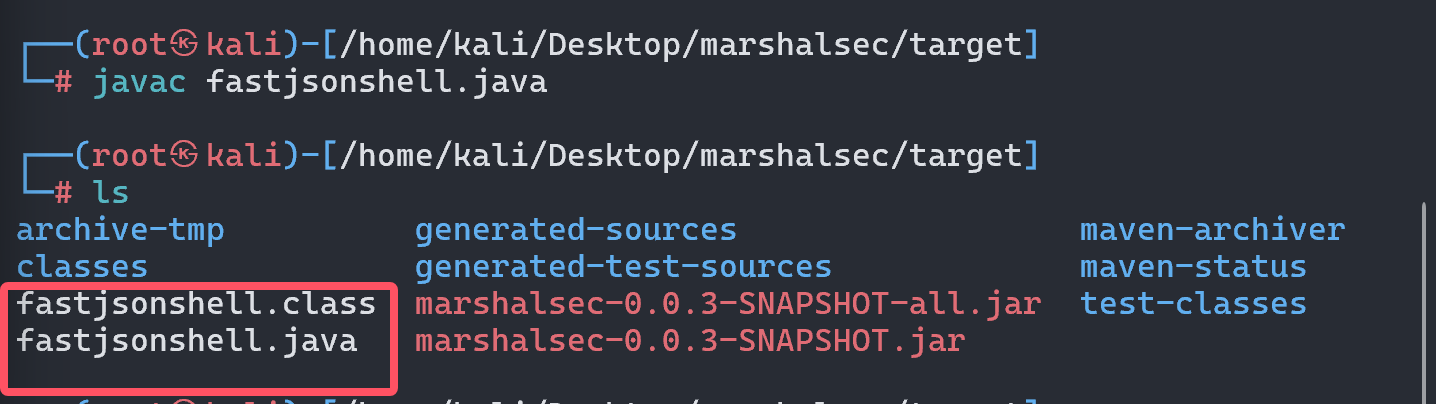 ┌──(root㉿kali)-[/home/kali/Desktop/marshalsec/target]
└─# javac fastjsonshell.java
┌──(root㉿kali)-[/home/kali/Desktop/marshalsec/target]
└─# ls
archive-tmp generated-sources maven-archiver
classes generated-test-sources maven-status
fastjsonshell.class marshalsec-0.0.3-SNAPSHOT-all.jar test-classes
fastjsonshell.java marshalsec-0.0.3-SNAPSHOT.jar